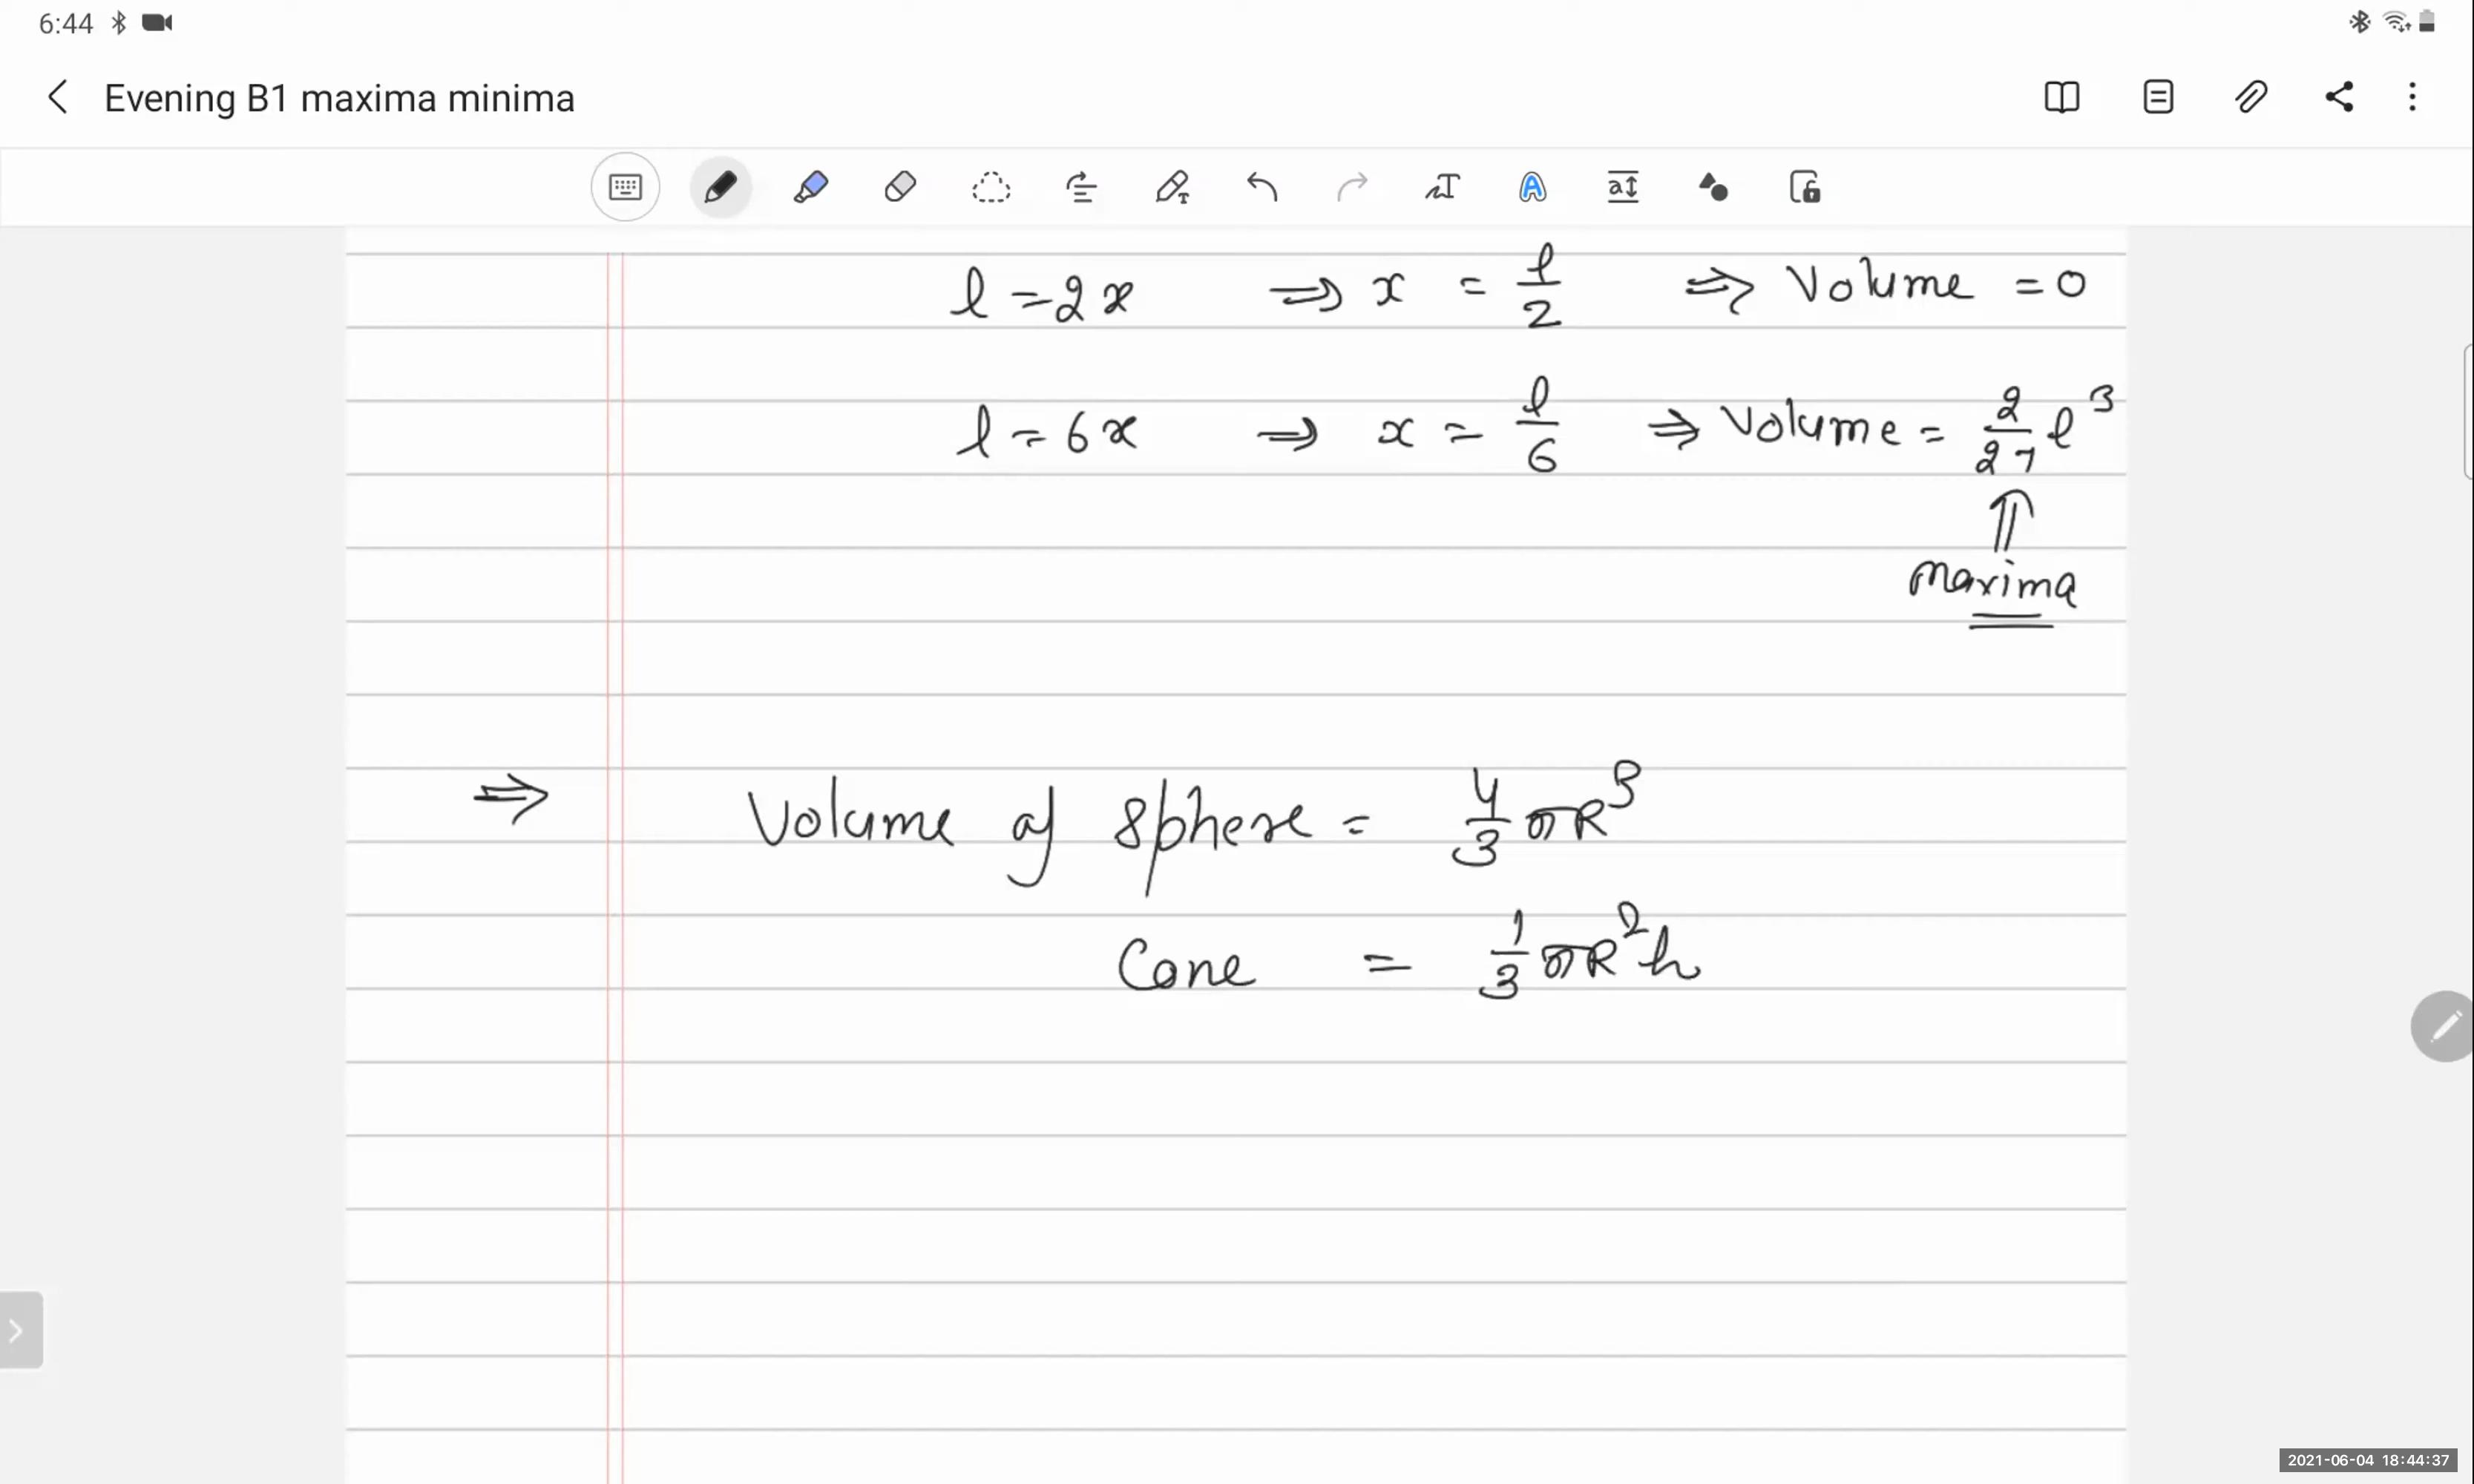 6:44
Evening B1 maxima minima
l = 2x ⇒ x = l/2 ⇒ Volume = 0
l = 6x ⇒ x = l/6 ⇒ Volume = 2/27 l³
⇑
Maxima
⇒ Volume of sphere = 4/3 πR³
Cone = 1/3 πR²h
2021-06-04 18:44:37